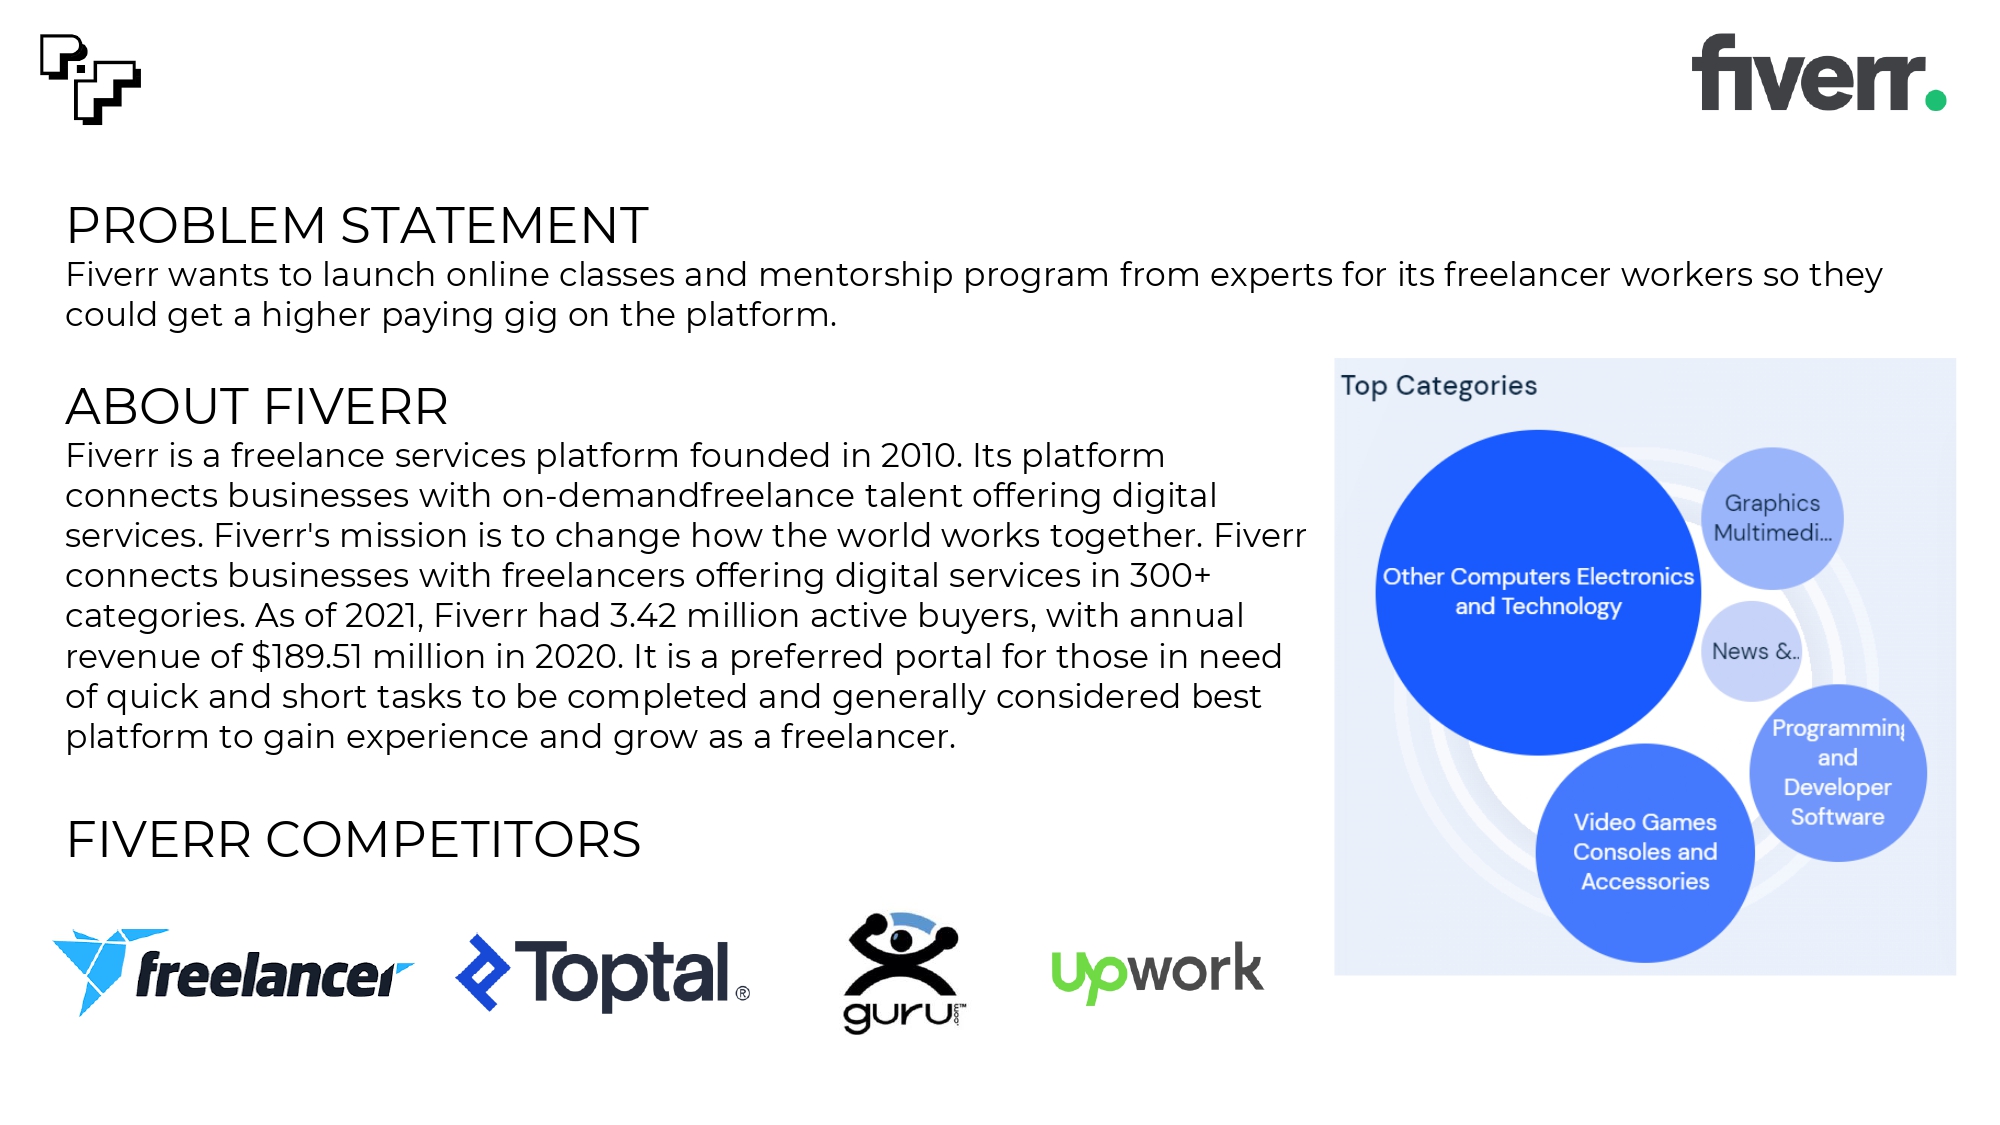 fiverr.
PROBLEM STATEMENT
Fiverr wants to launch online classes and mentorship program from experts for its freelancer workers so they
could get a higher paying gig on the platform.
ABOUT FIVERR
Fiverr is a freelance services platform founded in 2010. Its platform
connects businesses with on-demandfreelance talent offering digital
services. Fiverr's mission is to change how the world works together. Fiverr
connects businesses with freelancers offering digital services in 300+
categories. As of 2021, Fiverr had 3.42 million active buyers, with annual
revenue of $189.51 million in 2020. It is a preferred portal for those in need
of quick and short tasks to be completed and generally considered best
platform to gain experience and grow as a freelancer.
Top Categories
Other Computers Electronics
and Technology
Graphics
Multimedi...
News &..
Programming
and
Developer
Software
Video Games
Consoles and
Accessories
FIVERR COMPETITORS
freelancer
Toptal®
guru.com™
upwork